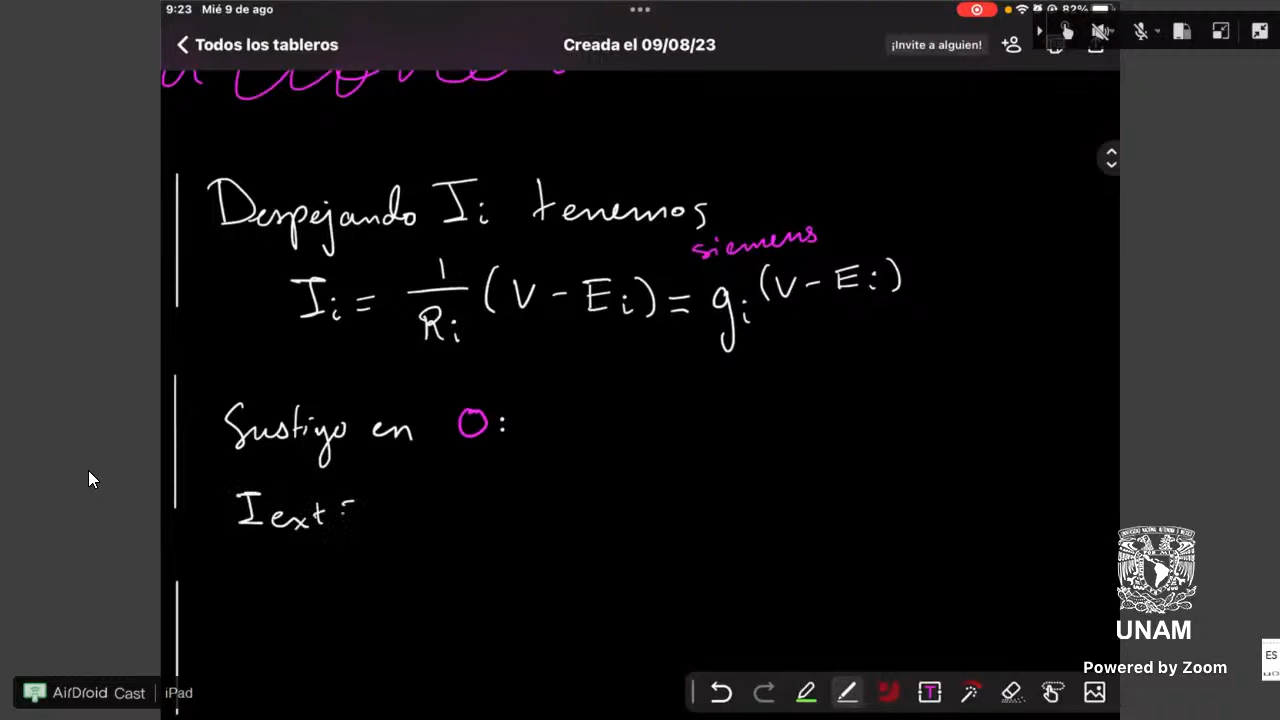 9:23 Mié 9 de ago
82%
Todos los tableros
Creada el 09/08/23
¡Invite a alguien!
Despejando Ii tenemos
siemens
Ii = 1/Ri (V - Ei) = gi (V - Ei)
Sustiyo en O:
Iext =
UNAM
Powered by Zoom
ES
AirDroid Cast | iPad
T